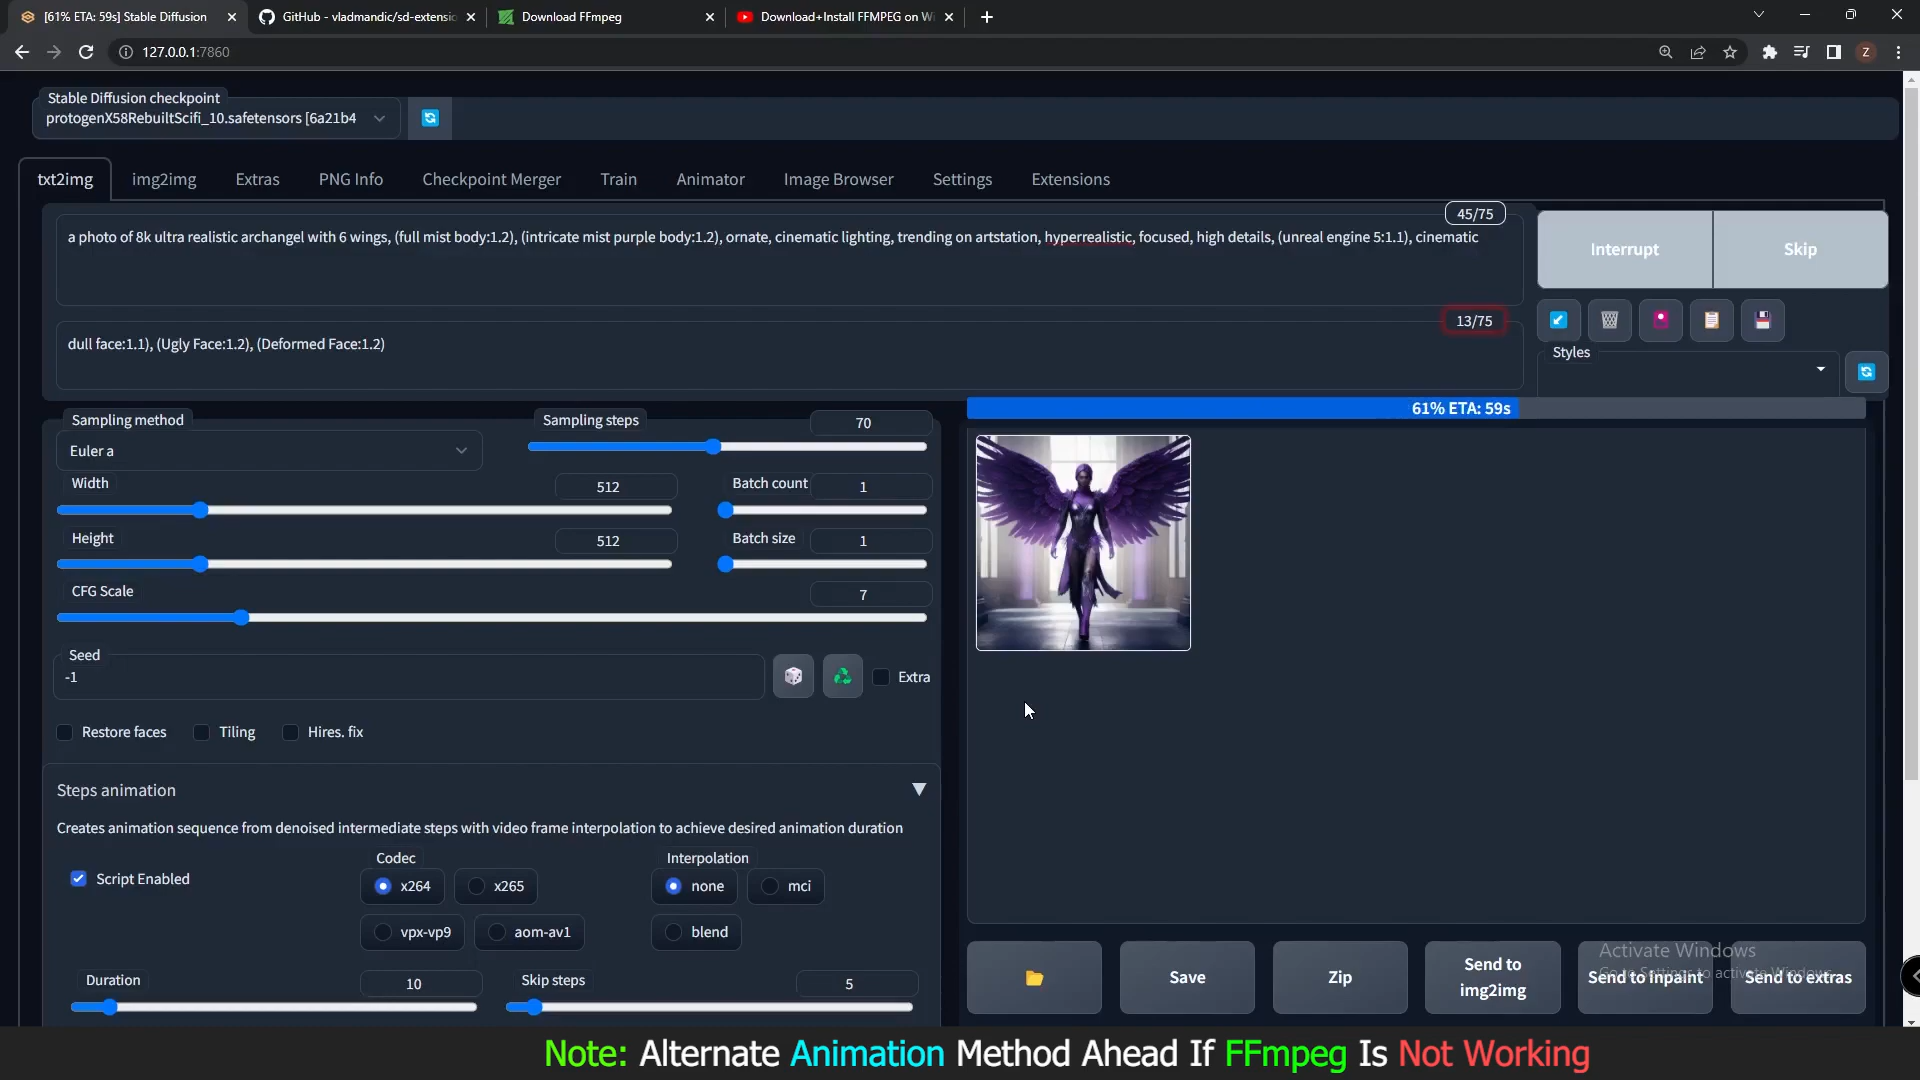 [61% ETA: 59s] Stable Diffusion
GitHub - vladmandic/sd-extensio
Download FFmpeg
Download+Install FFMPEG on Wi
127.0.0.1:7860
Z
Stable Diffusion checkpoint
protogenX58RebuiltScifi_10.safetensors [6a21b4
txt2img
img2img
Extras
PNG Info
Checkpoint Merger
Train
Animator
Image Browser
Settings
Extensions
45/75
a photo of 8k ultra realistic archangel with 6 wings, (full mist body:1.2), (intricate mist purple body:1.2), ornate, cinematic lighting, trending on artstation, hyperrealistic, focused, high details, (unreal engine 5:1.1), cinematic
Interrupt
Skip
13/75
dull face:1.1), (Ugly Face:1.2), (Deformed Face:1.2)
Styles
Sampling method
Euler a
Sampling steps
70
61% ETA: 59s
Width
512
Batch count
1
Height
512
Batch size
1
CFG Scale
7
Seed
-1
Extra
Restore faces
Tiling
Hires. fix
Steps animation
Creates animation sequence from denoised intermediate steps with video frame interpolation to achieve desired animation duration
Script Enabled
Codec
x264
x265
vpx-vp9
aom-av1
Interpolation
none
mci
blend
Duration
10
Skip steps
5
Save
Zip
Send to
img2img
Send to inpaint
Send to extras
Activate Windows
Go to Settings to activate Windows.
Note: Alternate Animation Method Ahead If FFmpeg Is Not Working